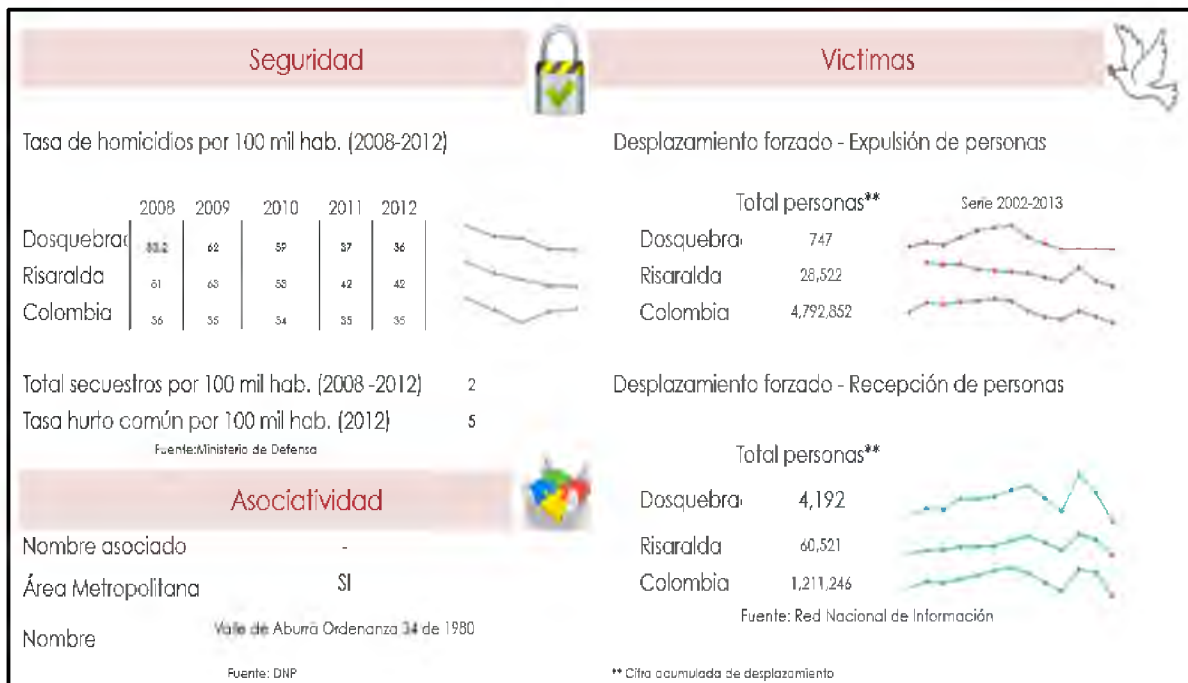 Seguridad
Tasa de homicidios por 100 mil hab. (2008-2012)
2008 2009 2010 2011 2012
Dosquebra 62 59 37 36
Risaralda 63 53 42 42
Colombia 36 35 34 35 35
Total secuestros por 100 mil hab. (2008 -2012) 2
Tasa hurto común por 100 mil hab. (2012) 5
Fuente:Ministerio de Defensa
Asociatividad
Nombre asociado -
Área Metropolitana SI
Nombre Valle de Aburrá Ordenanza 34 de 1980
Fuente: DNP
Victimas
Desplazamiento forzado - Expulsión de personas
Total personas** Serie 2002-2013
Dosquebra 747
Risaralda 28,522
Colombia 4,792,852
Desplazamiento forzado - Recepción de personas
Total personas**
Dosquebra 4,192
Risaralda 60,521
Colombia 1,211,246
Fuente: Red Nacional de Información
** Cifra acumulada de desplazamiento